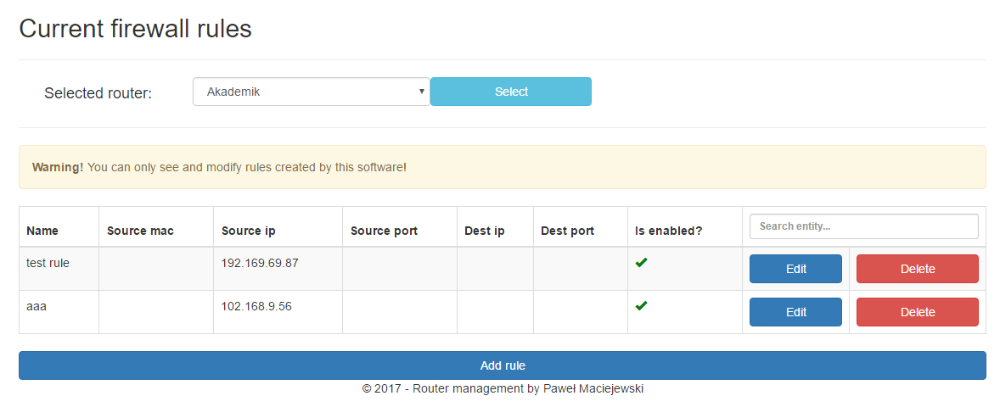 Current firewall rules
Selected router: Akademik Select
Warning! You can only see and modify rules created by this software!
Name Source mac Source ip Source port Dest ip Dest port Is enabled? Search entity...
test rule 192.169.69.87 Edit Delete
aaa 102.168.9.56 Edit Delete
Add rule
© 2017 - Router management by Paweł Maciejewski